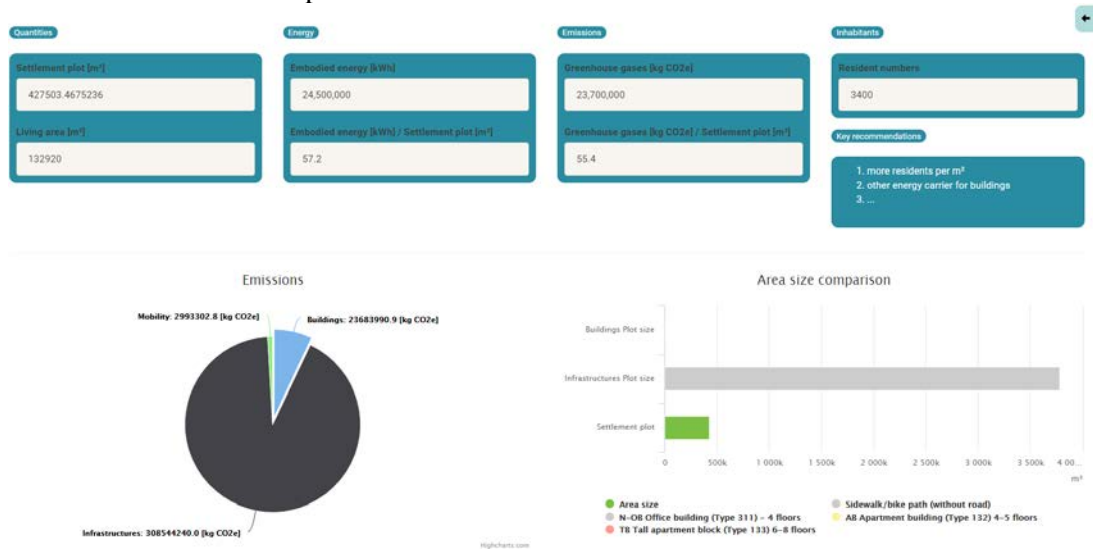 Quantities
Energy
Emissions
Inhabitants
Settlement plot [m²]
427503.4675236
Living area [m²]
132920
Embodied energy [kWh]
24,500,000
Embodied energy [kWh] / Settlement plot [m²]
57.2
Greenhouse gases [kg CO2e]
23,700,000
Greenhouse gases [kg CO2e] / Settlement plot [m²]
55.4
Resident numbers
3400
Key recommendations
1. more residents per m²
2. other energy carrier for buildings
3. ...
Emissions
Mobility: 2993302.8 [kg CO2e]
Buildings: 23683990.9 [kg CO2e]
Infrastructures: 308544240.0 [kg CO2e]
Highcharts.com
Area size comparison
Buildings Plot size
Infrastructures Plot size
Settlement plot
0 500k 1 000k 1 500k 2 000k 2 500k 3 000k 3 500k 4 00...
m²
Area size
Sidewalk/bike path (without road)
N-OB Office building (Type 311) - 4 floors
AB Apartment building (Type 132) 4-5 floors
TB Tall apartment block (Type 133) 6-8 floors